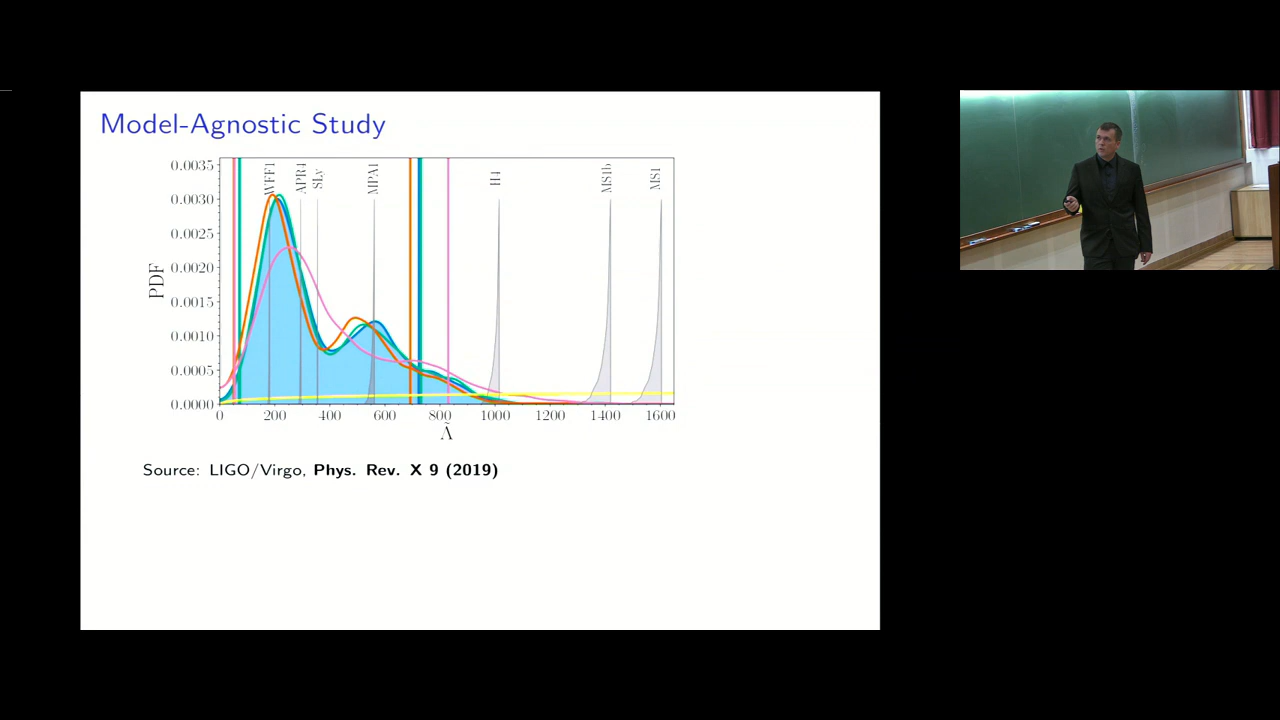 Model-Agnostic Study
0.0035
0.0030
0.0025
0.0020
0.0015
0.0010
0.0005
0.0000
PDF
WFF1
APR4
SLy
MPA1
H4
MS1b
MS1
0 200 400 600 800 1000 1200 1400 1600
Λ̃
Source: LIGO/Virgo, Phys. Rev. X 9 (2019)